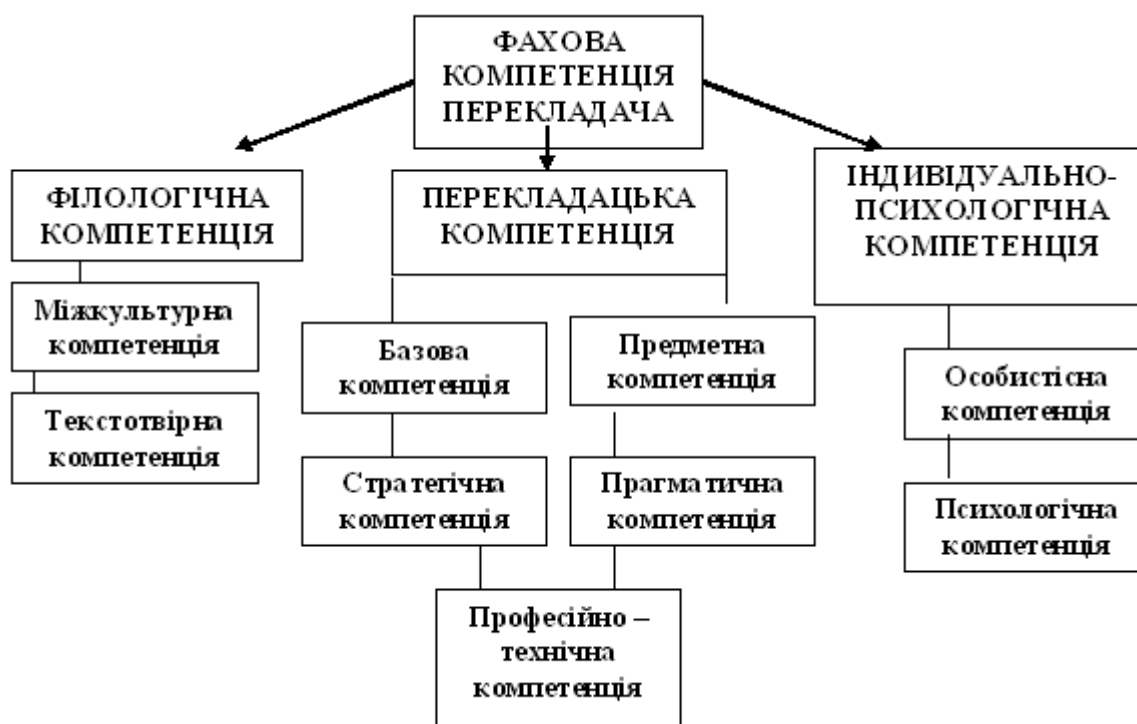 ФАХОВА
КОМПЕТЕНЦІЯ
ПЕРЕКЛАДАЧА
ФІЛОЛОГІЧНА
КОМПЕТЕНЦІЯ
Міжкультурна
компетенція
Текстотвірна
компетенція
ПЕРЕКЛАДАЦЬКА
КОМПЕТЕНЦІЯ
Базова
компетенція
Стратегічна
компетенція
Предметна
компетенція
Прагматична
компетенція
Професійно –
технічна
компетенція
ІНДИВІДУАЛЬНО-
ПСИХОЛОГІЧНА
КОМПЕТЕНЦІЯ
Особистісна
компетенція
Психологічна
компетенція